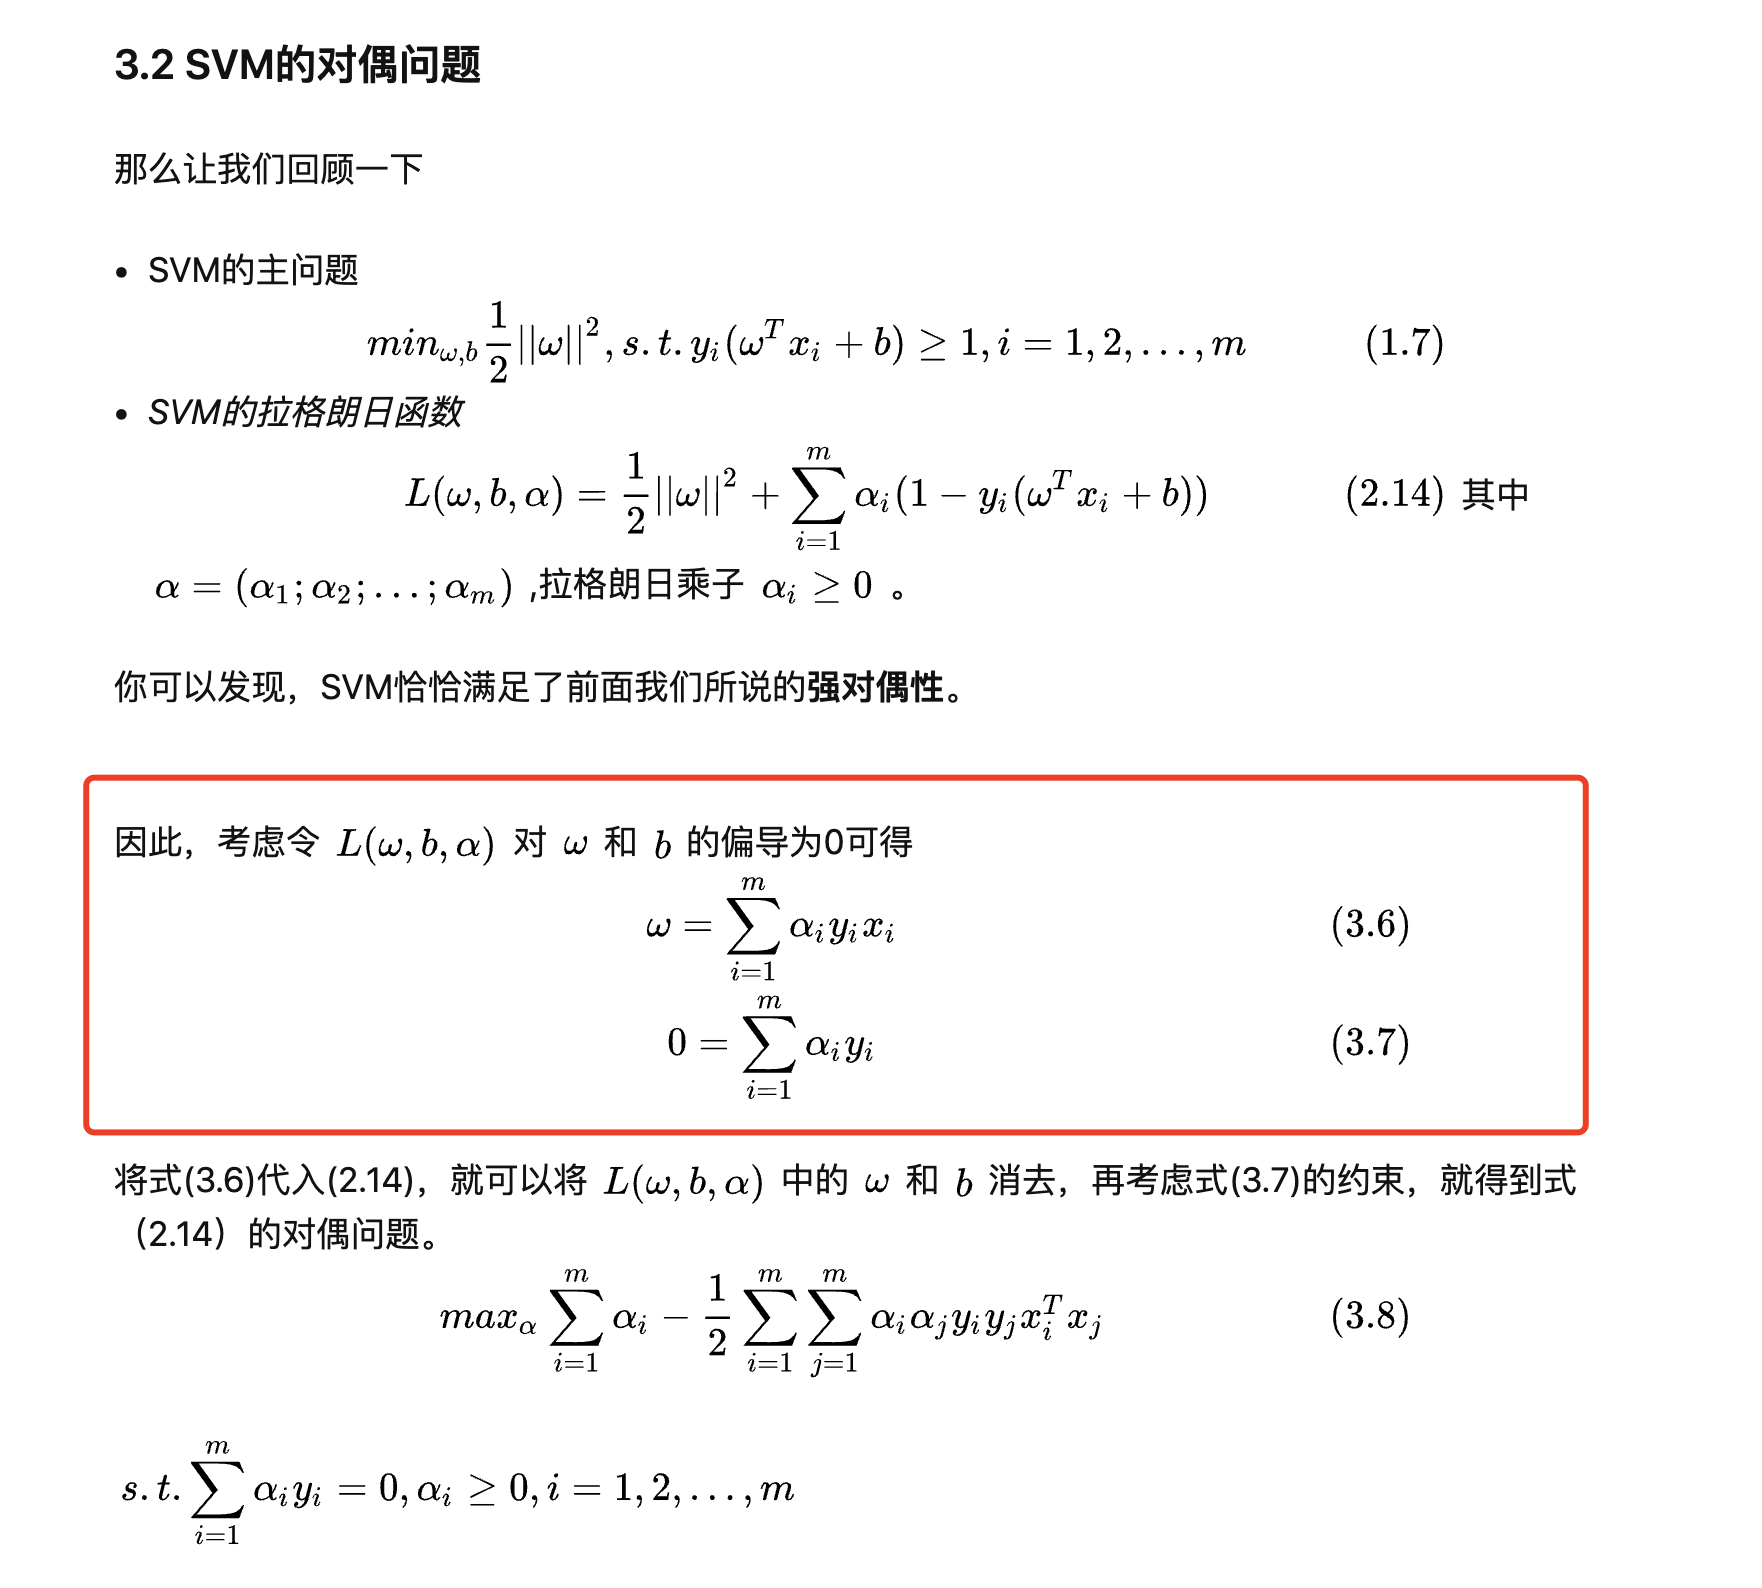 3.2 SVM的对偶问题
那么让我们回顾一下
• SVM的主问题
$min_{\omega,b}\frac{1}{2}||\omega||^2, s.t. y_i(\omega^T x_i + b) \geq 1, i = 1, 2, \ldots, m \quad (1.7)$
• SVM的拉格朗日函数
$L(\omega, b, \alpha) = \frac{1}{2}||\omega||^2 + \sum_{i=1}^{m} \alpha_i(1 - y_i(\omega^T x_i + b)) \quad (2.14)$ 其中
$\alpha = (\alpha_1; \alpha_2; \ldots; \alpha_m)$ ,拉格朗日乘子 $\alpha_i \geq 0$ 。
你可以发现，SVM恰恰满足了前面我们所说的强对偶性。
因此，考虑令 $L(\omega, b, \alpha)$ 对 $\omega$ 和 $b$ 的偏导为0可得
$\omega = \sum_{i=1}^{m} \alpha_i y_i x_i \quad (3.6)$
$0 = \sum_{i=1}^{m} \alpha_i y_i \quad (3.7)$
将式(3.6)代入(2.14)，就可以将 $L(\omega, b, \alpha)$ 中的 $\omega$ 和 $b$ 消去，再考虑式(3.7)的约束，就得到式
（2.14）的对偶问题。
$max_{\alpha} \sum_{i=1}^{m} \alpha_i - \frac{1}{2} \sum_{i=1}^{m} \sum_{j=1}^{m} \alpha_i \alpha_j y_i y_j x_i^T x_j \quad (3.8)$
$s.t. \sum_{i=1}^{m} \alpha_i y_i = 0, \alpha_i \geq 0, i = 1, 2, \ldots, m$